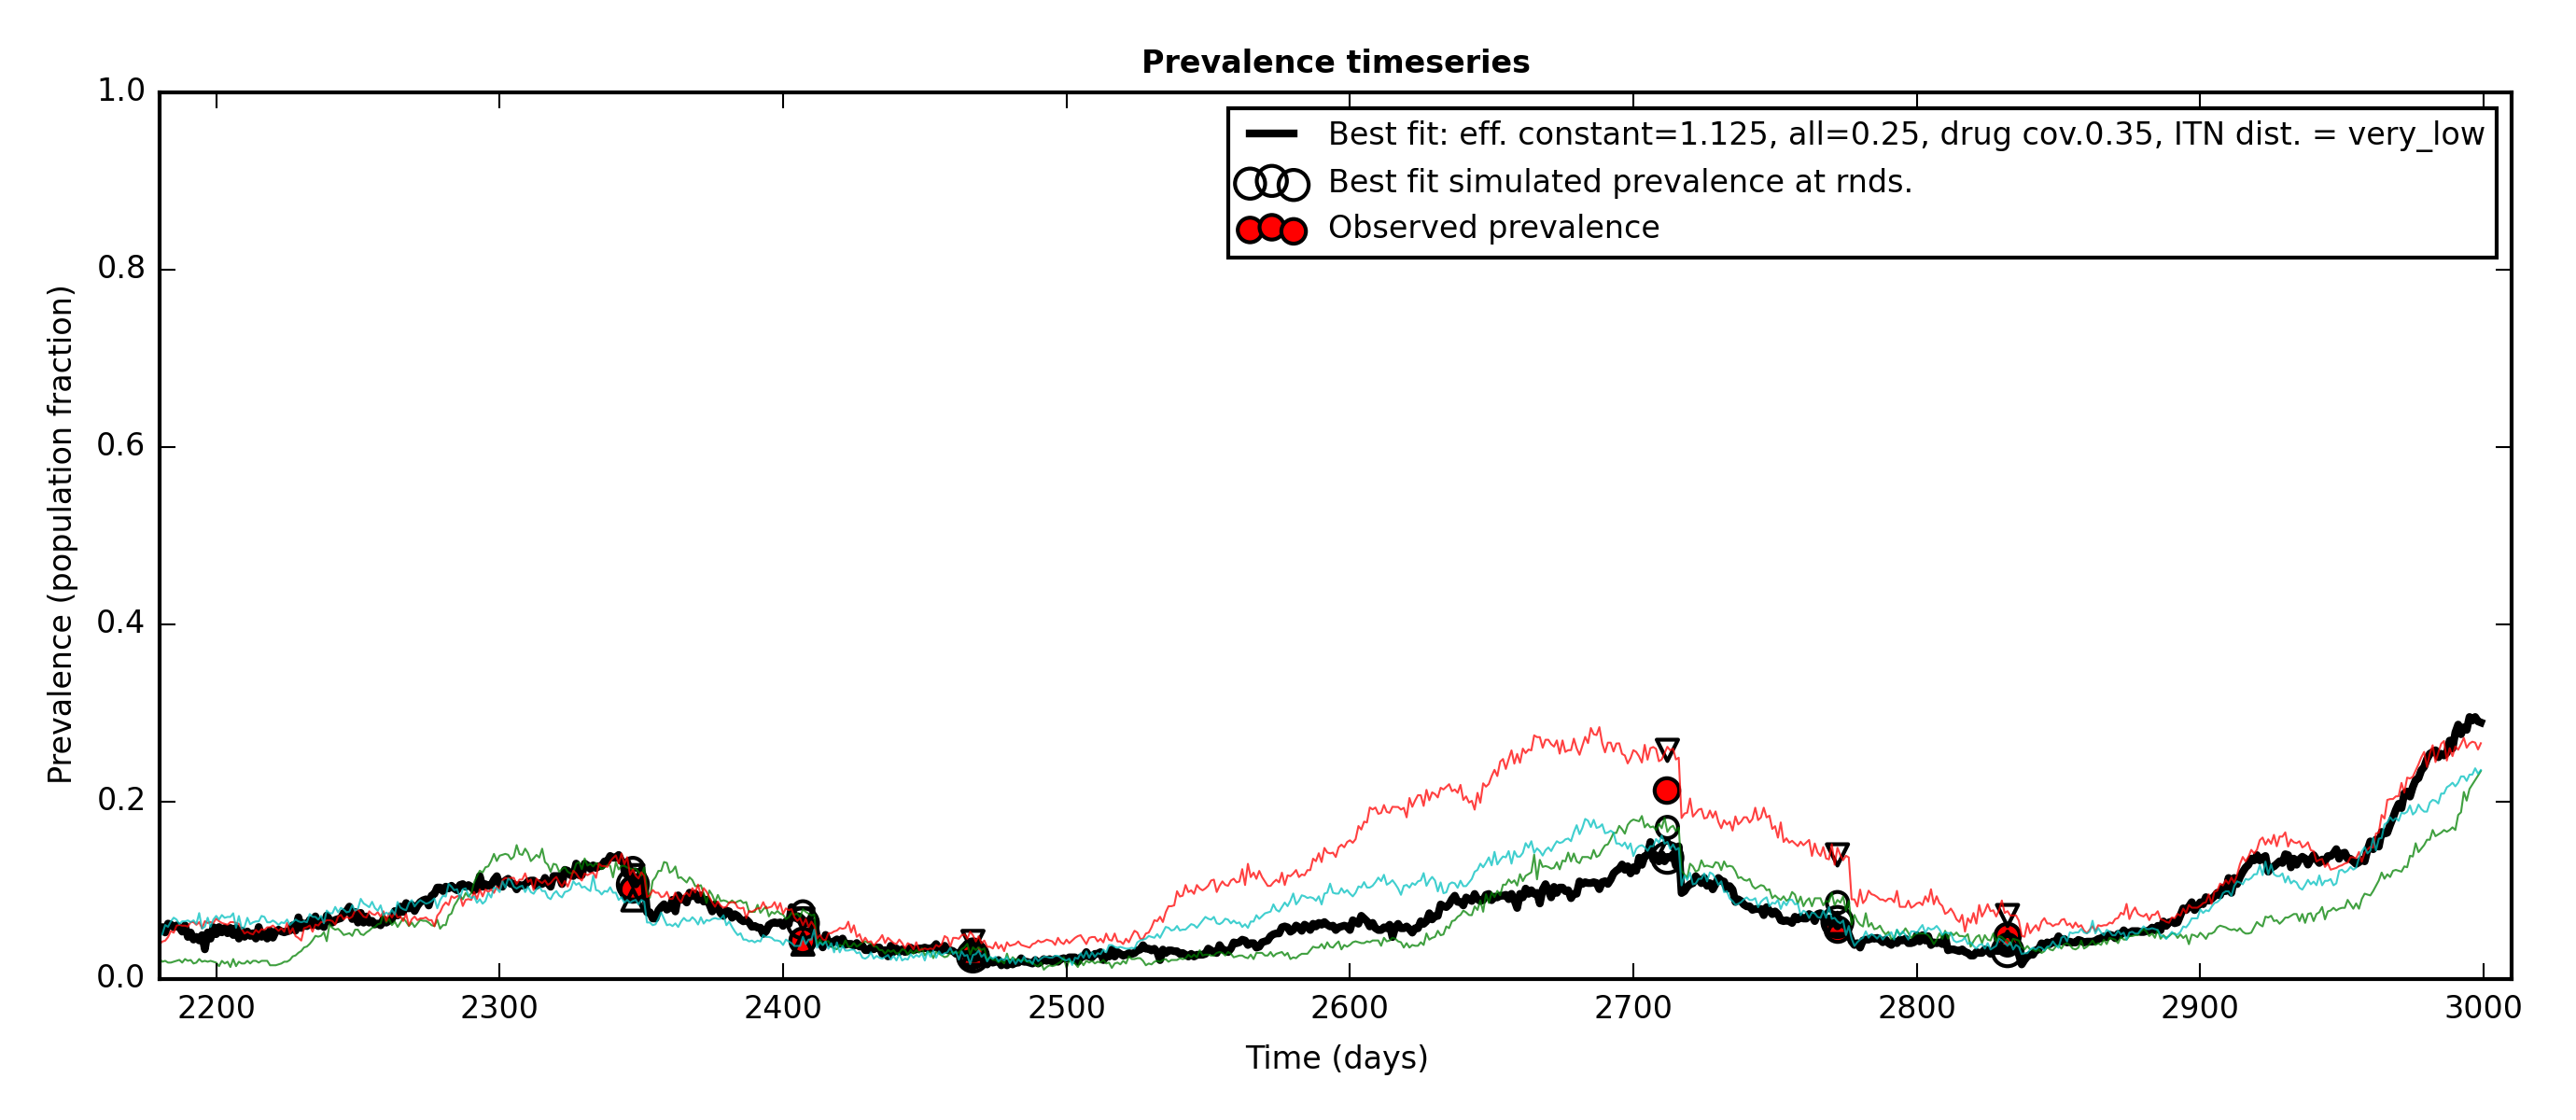 Prevalence timeseries
1.0
0.8
0.6
0.4
0.2
0.0
Prevalence (population fraction)
Best fit: eff. constant=1.125, all=0.25, drug cov.0.35, ITN dist. = very_low
Best fit simulated prevalence at rnds.
Observed prevalence
2200 2300 2400 2500 2600 2700 2800 2900 3000
Time (days)